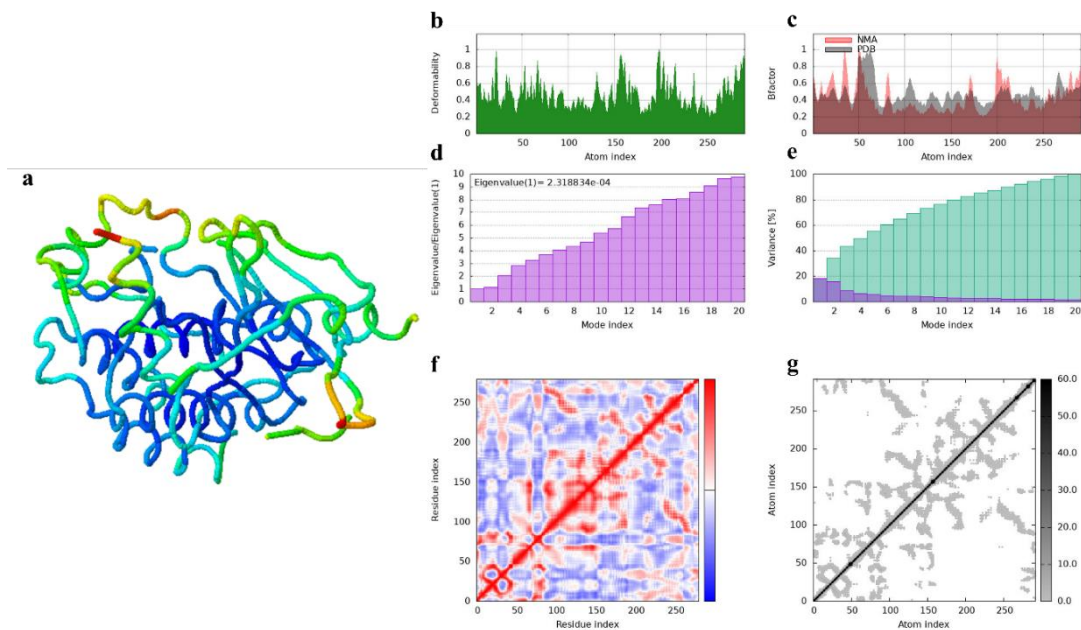 a
b
Deformability
1
0.8
0.6
0.4
0.2
0
50 100 150 200 250
Atom index
c
NMA
PDB
Bfactor
1
0.8
0.6
0.4
0.2
0
50 100 150 200 250
Atom index
d
Eigenvalue(1)= 2.318834e-04
Eigenvalue/Eigenvalue(1)
10
9
8
7
6
5
4
3
2
1
0
2 4 6 8 10 12 14 16 18 20
Mode index
e
Variance [%]
100
80
60
40
20
0
2 4 6 8 10 12 14 16 18 20
Mode index
f
Residue index
250
200
150
100
50
0
0 50 100 150 200 250
Residue index
g
Atom index
250
200
150
100
50
0
0 50 100 150 200 250
Atom index
60.0
50.0
40.0
30.0
20.0
10.0
0.0